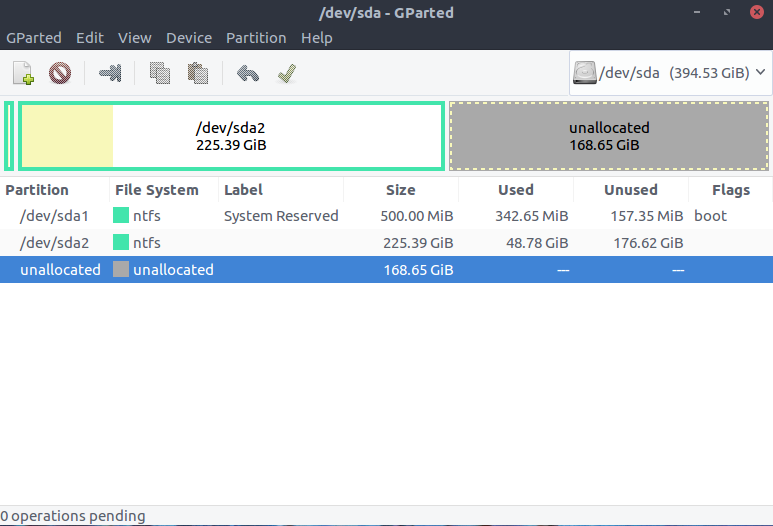 /dev/sda - GParted
GParted Edit View Device Partition Help
/dev/sda (394.53 GiB)
/dev/sda2
225.39 GiB
unallocated
168.65 GiB
Partition File System Label Size Used Unused Flags
/dev/sda1 ntfs System Reserved 500.00 MiB 342.65 MiB 157.35 MiB boot
/dev/sda2 ntfs 225.39 GiB 48.78 GiB 176.62 GiB
unallocated unallocated 168.65 GiB --- ---
0 operations pending